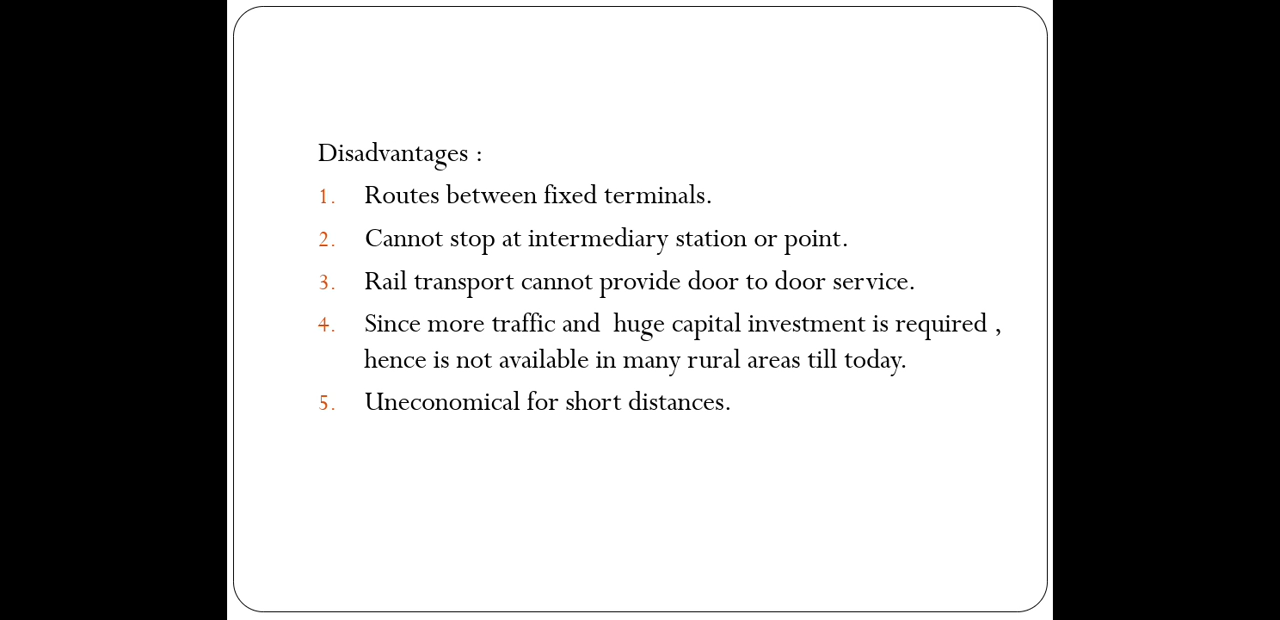 Disadvantages :
1. Routes between fixed terminals.
2. Cannot stop at intermediary station or point.
3. Rail transport cannot provide door to door service.
4. Since more traffic and  huge capital investment is required ,
hence is not available in many rural areas till today.
5. Uneconomical for short distances.